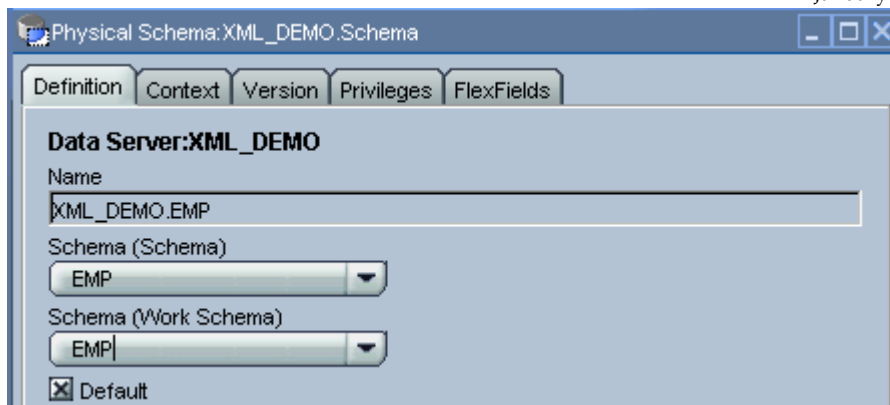 Physical Schema:XML_DEMO.Schema
Definition Context Version Privileges FlexFields
Data Server:XML_DEMO
Name
XML_DEMO.EMP
Schema (Schema)
EMP
Schema (Work Schema)
EMP
Default